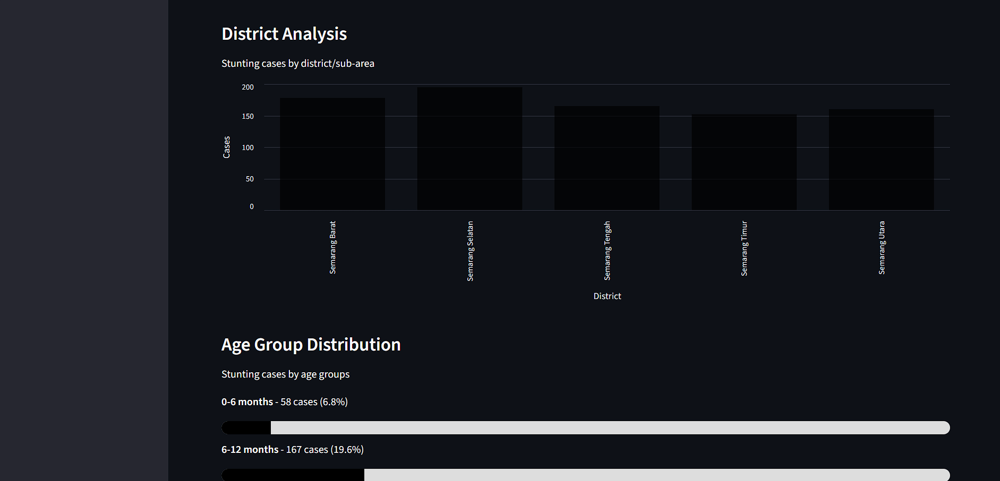 District Analysis
Stunting cases by district/sub-area
200
150
100
50
0
Cases
Semarang Barat
Semarang Selatan
Semarang Tengah
Semarang Timur
Semarang Utara
District
Age Group Distribution
Stunting cases by age groups
0-6 months - 58 cases (6.8%)
6-12 months - 167 cases (19.6%)